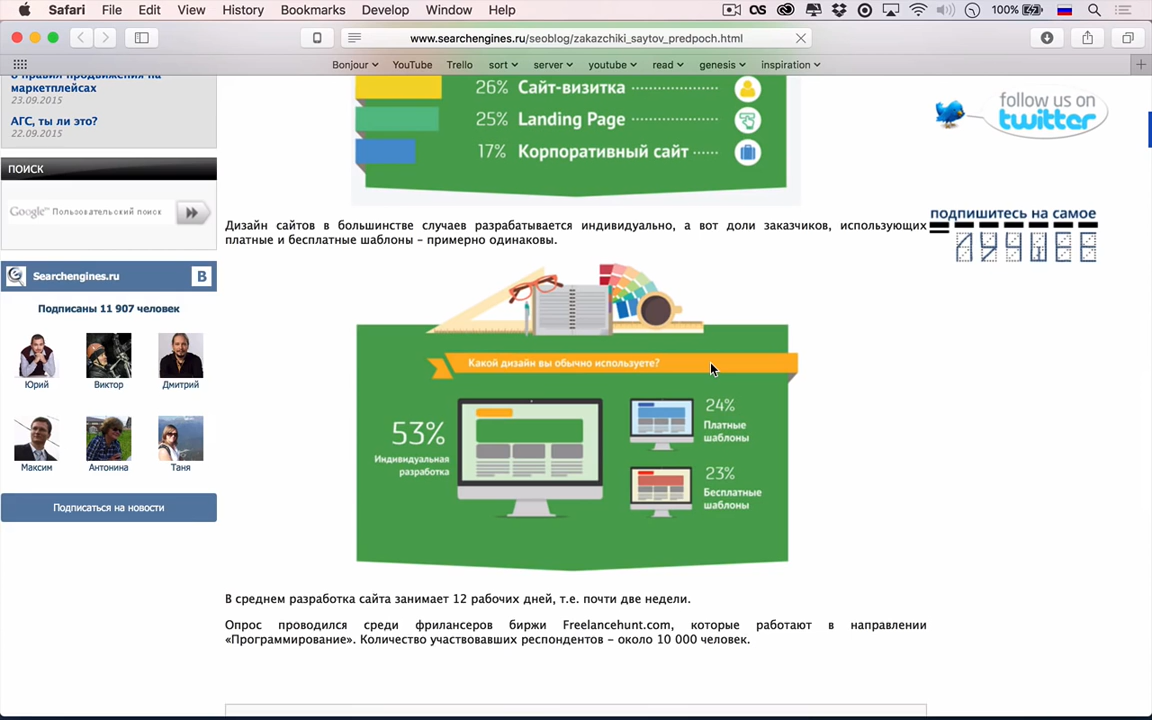 Safari File Edit View History Bookmarks Develop Window Help 100%
www.searchengines.ru/seoblog/zakazchiki_saytov_predpoch.html
Bonjour YouTube Trello sort server youtube read genesis inspiration
маркетплейсах
23.09.2015
АГС, ты ли это?
22.09.2015
ПОИСК
Google Пользовательский поиск
Searchengines.ru B
Подписаны 11 907 человек
Юрий Виктор Дмитрий
Максим Антонина Таня
Подписаться на новости
26% Сайт-визитка
25% Landing Page
17% Корпоративный сайт
Дизайн сайтов в большинстве случаев разрабатывается индивидуально, а вот доли заказчиков, использующих
платные и бесплатные шаблоны – примерно одинаковы.
Какой дизайн вы обычно используете?
53%
Индивидуальная
разработка
24%
Платные
шаблоны
23%
Бесплатные
шаблоны
В среднем разработка сайта занимает 12 рабочих дней, т.е. почти две недели.
Опрос проводился среди фрилансеров биржи Freelancehunt.com, которые работают в направлении
«Программирование». Количество участвовавших респондентов – около 10 000 человек.
follow us on
twitter
подпишитесь на самое